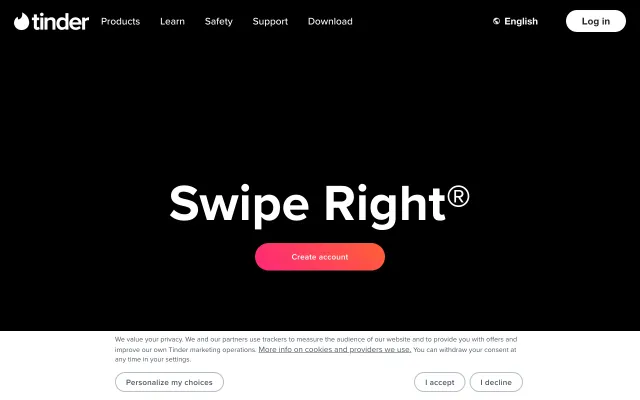 tinder Products Learn Safety Support Download English Log in
Swipe Right®
Create account
We value your privacy. We and our partners use trackers to measure the audience of our website and to provide you with offers and
improve our own Tinder marketing operations. More info on cookies and providers we use. You can withdraw your consent at
any time in your settings.
Personalize my choices I accept I decline